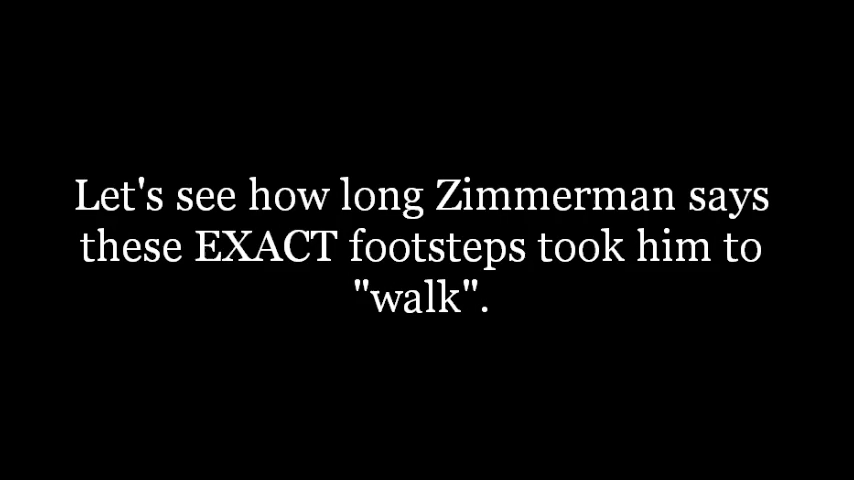 Let's see how long Zimmerman says
these EXACT footsteps took him to
"walk".